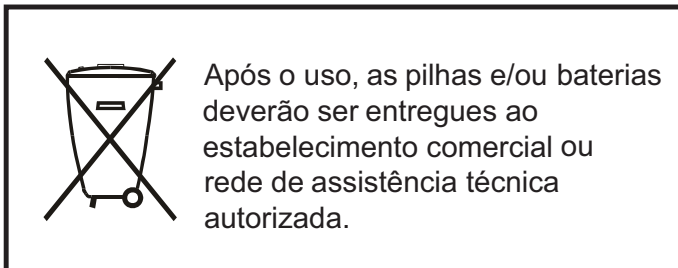 Após o uso, as pilhas e/ou baterias
deverão ser entregues ao
estabelecimento comercial ou
rede de assistência técnica
autorizada.